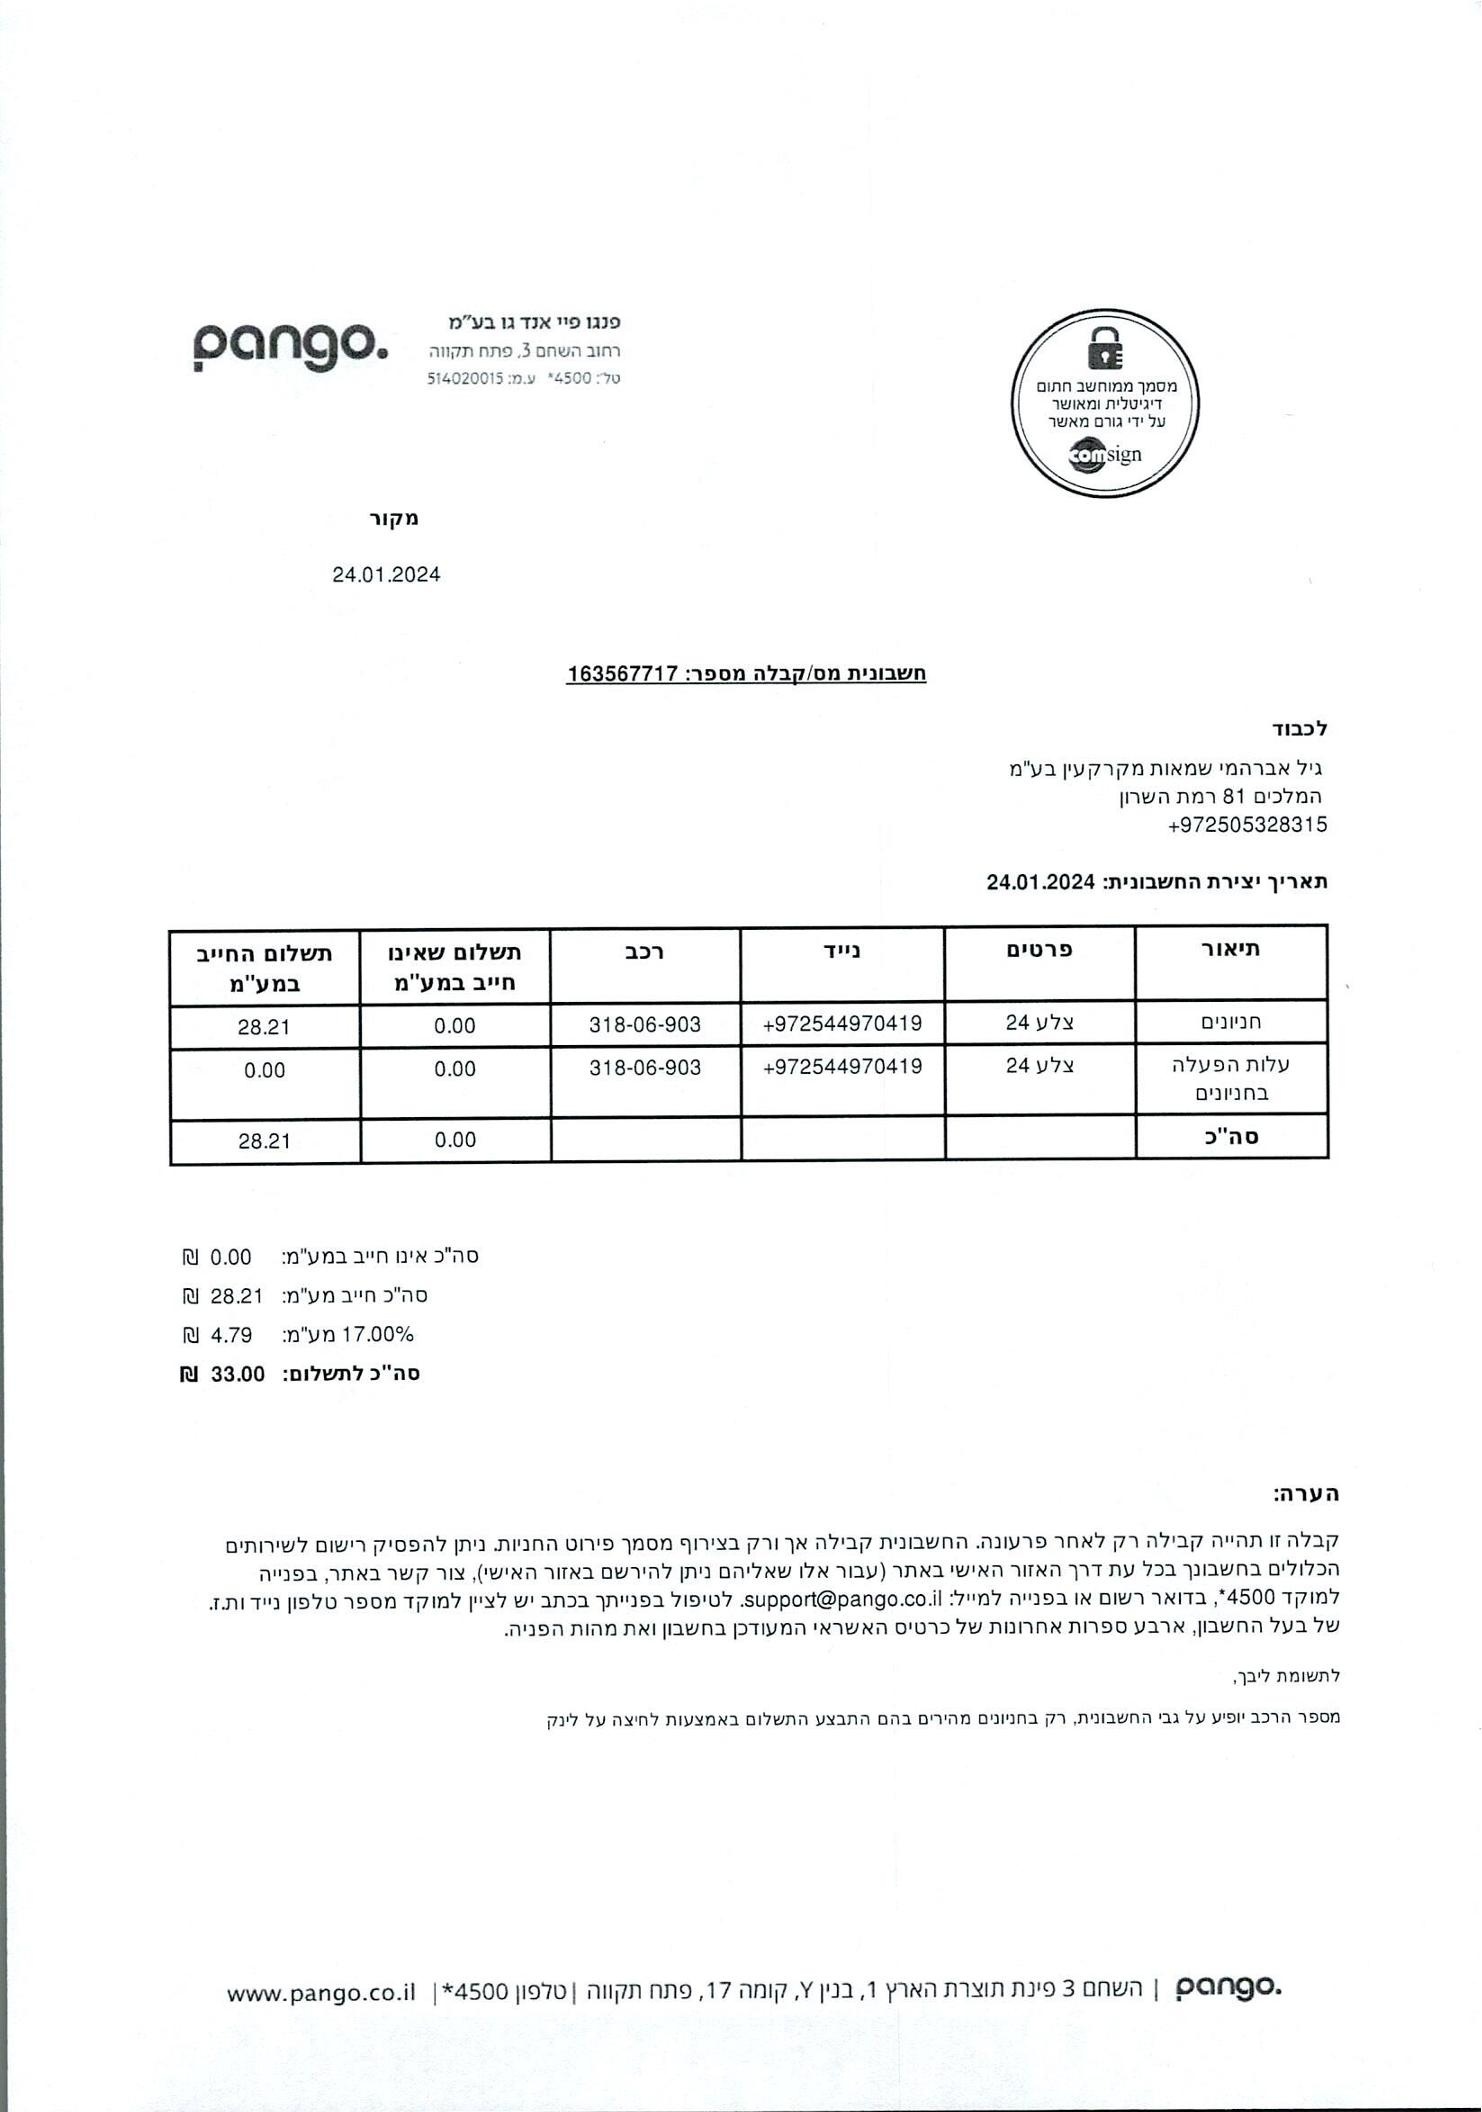 pango.
פנגו פיי אנד גו בע"מ
רחוב השחם 3, פתח תקווה
טל': 4500* ע.מ: 514020015
מסמך ממוחשב חתום
דיגיטלית ומאושר
על ידי גורם מאשר
comsign
מקור
24.01.2024
חשבונית מס/קבלה מספר: 163567717
לכבוד
גיל אברהמי שמאות מקרקעין בע"מ
המלכים 81 רמת השרון
+972505328315
תאריך יצירת החשבונית: 24.01.2024
תיאור פרטים נייד רכב תשלום שאינו חייב במע"מ תשלום החייב במע"מ
חניונים צלע 24 +972544970419 318-06-903 0.00 28.21
עלות הפעלה בחניונים צלע 24 +972544970419 318-06-903 0.00 0.00
סה"כ 0.00 28.21
סה"כ אינו חייב במע"מ: 0.00 ₪
סה"כ חייב מע"מ: 28.21 ₪
17.00% מע"מ: 4.79 ₪
סה"כ לתשלום: 33.00 ₪
הערה:
קבלה זו תהייה קבילה רק לאחר פרעונה. החשבונית קבילה אך ורק בצירוף מסמך פירוט החניות. ניתן להפסיק רישום לשירותים
הכלולים בחשבונך בכל עת דרך האזור האישי באתר (עבור אלו שאליהם ניתן להירשם באזור האישי), צור קשר באתר, בפנייה
למוקד 4500*, בדואר רשום או בפנייה למייל: support@pango.co.il. לטיפול בפנייתך בכתב יש לציין למוקד מספר טלפון נייד ות.ז.
של בעל החשבון, ארבע ספרות אחרונות של כרטיס האשראי המעודכן בחשבון ואת מהות הפניה.
לתשומת ליבך,
מספר הרכב יופיע על גבי החשבונית, רק בחניונים מהירים בהם התבצע התשלום באמצעות לחיצה על לינק
pango. | השחם 3 פינת תוצרת הארץ 1, בנין Y, קומה 17, פתח תקווה | טלפון 4500* | www.pango.co.il